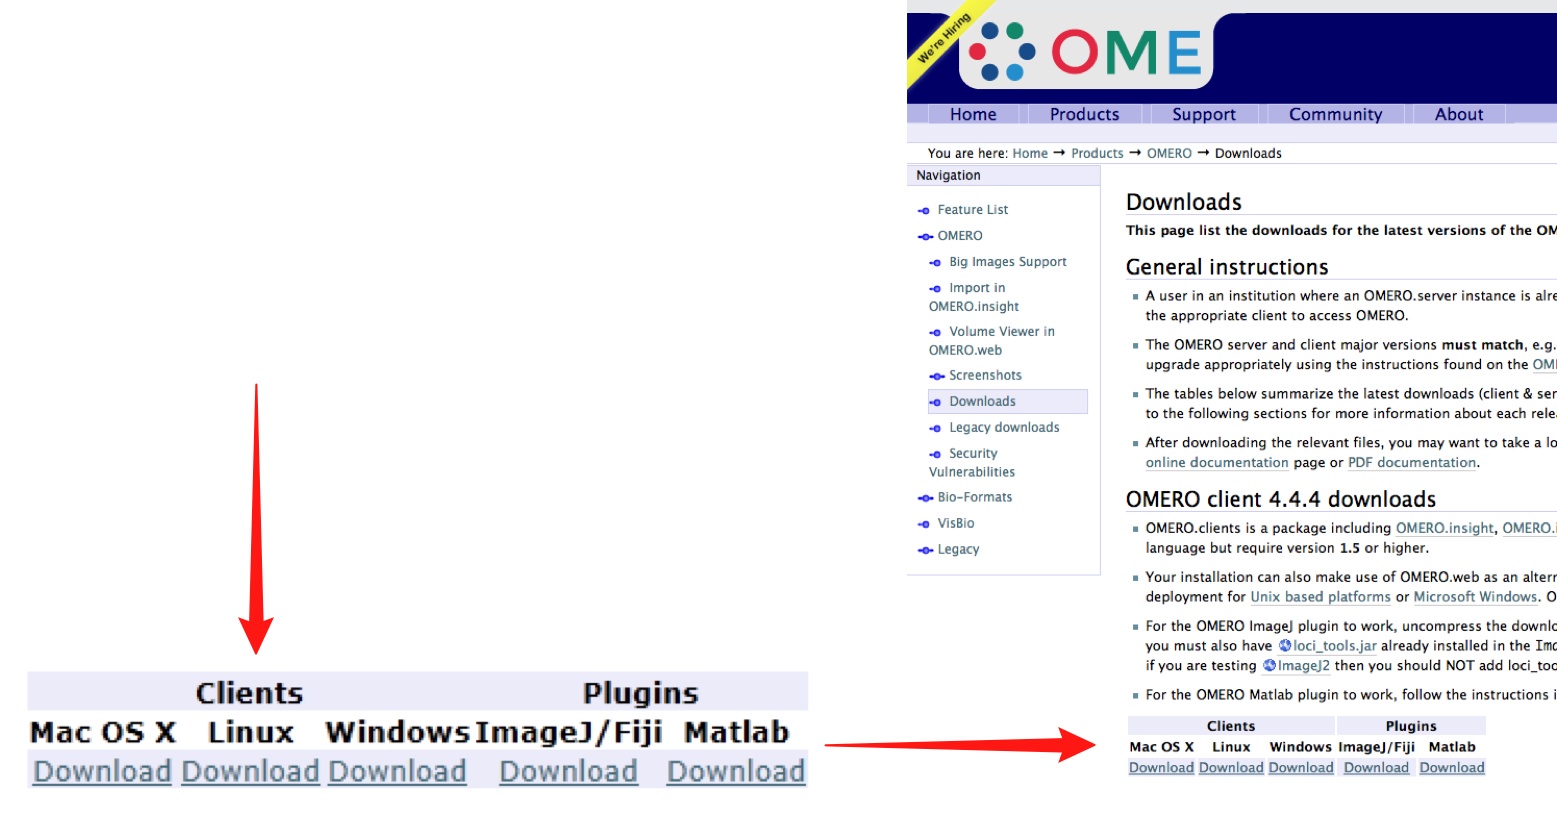 Clients Plugins
Mac OS X Linux Windows ImageJ/Fiji Matlab
Download Download Download Download Download
We're Hiring
OME
Home Products Support Community About
You are here: Home → Products → OMERO → Downloads
Navigation
Feature List
OMERO
Big Images Support
Import in
OMERO.insight
Volume Viewer in
OMERO.web
Screenshots
Downloads
Legacy downloads
Security
Vulnerabilities
Bio-Formats
VisBio
Legacy
Downloads
This page list the downloads for the latest versions of the OM
General instructions
A user in an institution where an OMERO.server instance is alre
the appropriate client to access OMERO.
The OMERO server and client major versions must match, e.g.
upgrade appropriately using the instructions found on the OM
The tables below summarize the latest downloads (client & ser
to the following sections for more information about each rele
After downloading the relevant files, you may want to take a lo
online documentation page or PDF documentation.
OMERO client 4.4.4 downloads
OMERO.clients is a package including OMERO.insight, OMERO.i
language but require version 1.5 or higher.
Your installation can also make use of OMERO.web as an altern
deployment for Unix based platforms or Microsoft Windows. O
For the OMERO ImageJ plugin to work, uncompress the downlo
you must also have loci_tools.jar already installed in the Ima
if you are testing ImageJ2 then you should NOT add loci_too
For the OMERO Matlab plugin to work, follow the instructions i
Clients Plugins
Mac OS X Linux Windows ImageJ/Fiji Matlab
Download Download Download Download Download